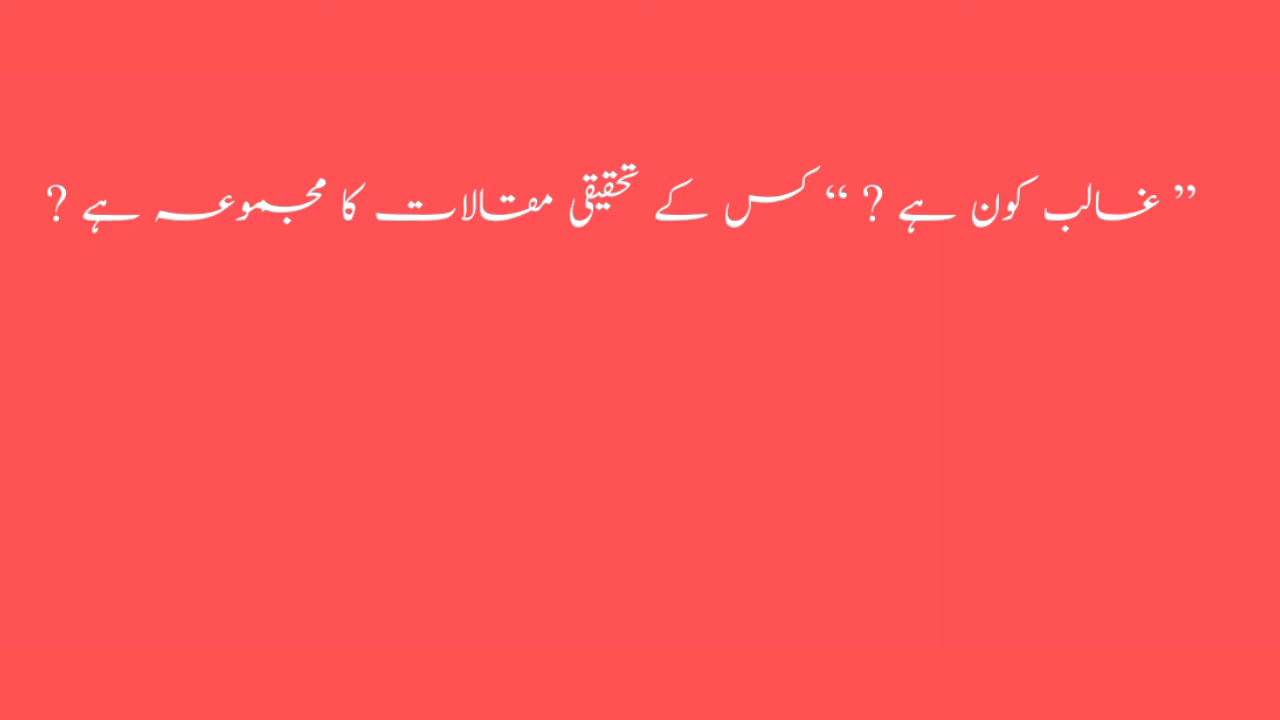 ” غالب کون ہے ? “ کس کے تحقیقی مقالات کا مجموعہ ہے ?